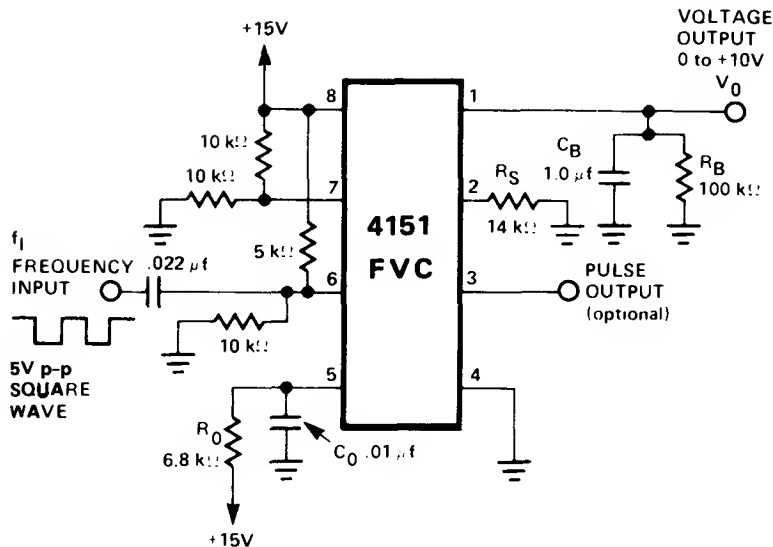 VOLTAGE
OUTPUT
0 to +10V
V0
+15V
8
1
10 kΩ
10 kΩ
7
CB
1.0 µf
RB
100 kΩ
2
RS
14 kΩ
4151
FVC
5 kΩ
fI
FREQUENCY
INPUT
.022 µf
6
3
PULSE
OUTPUT
(optional)
10 kΩ
5V p-p
SQUARE
WAVE
5
4
R0
6.8 kΩ
C0 .01 µf
+15V